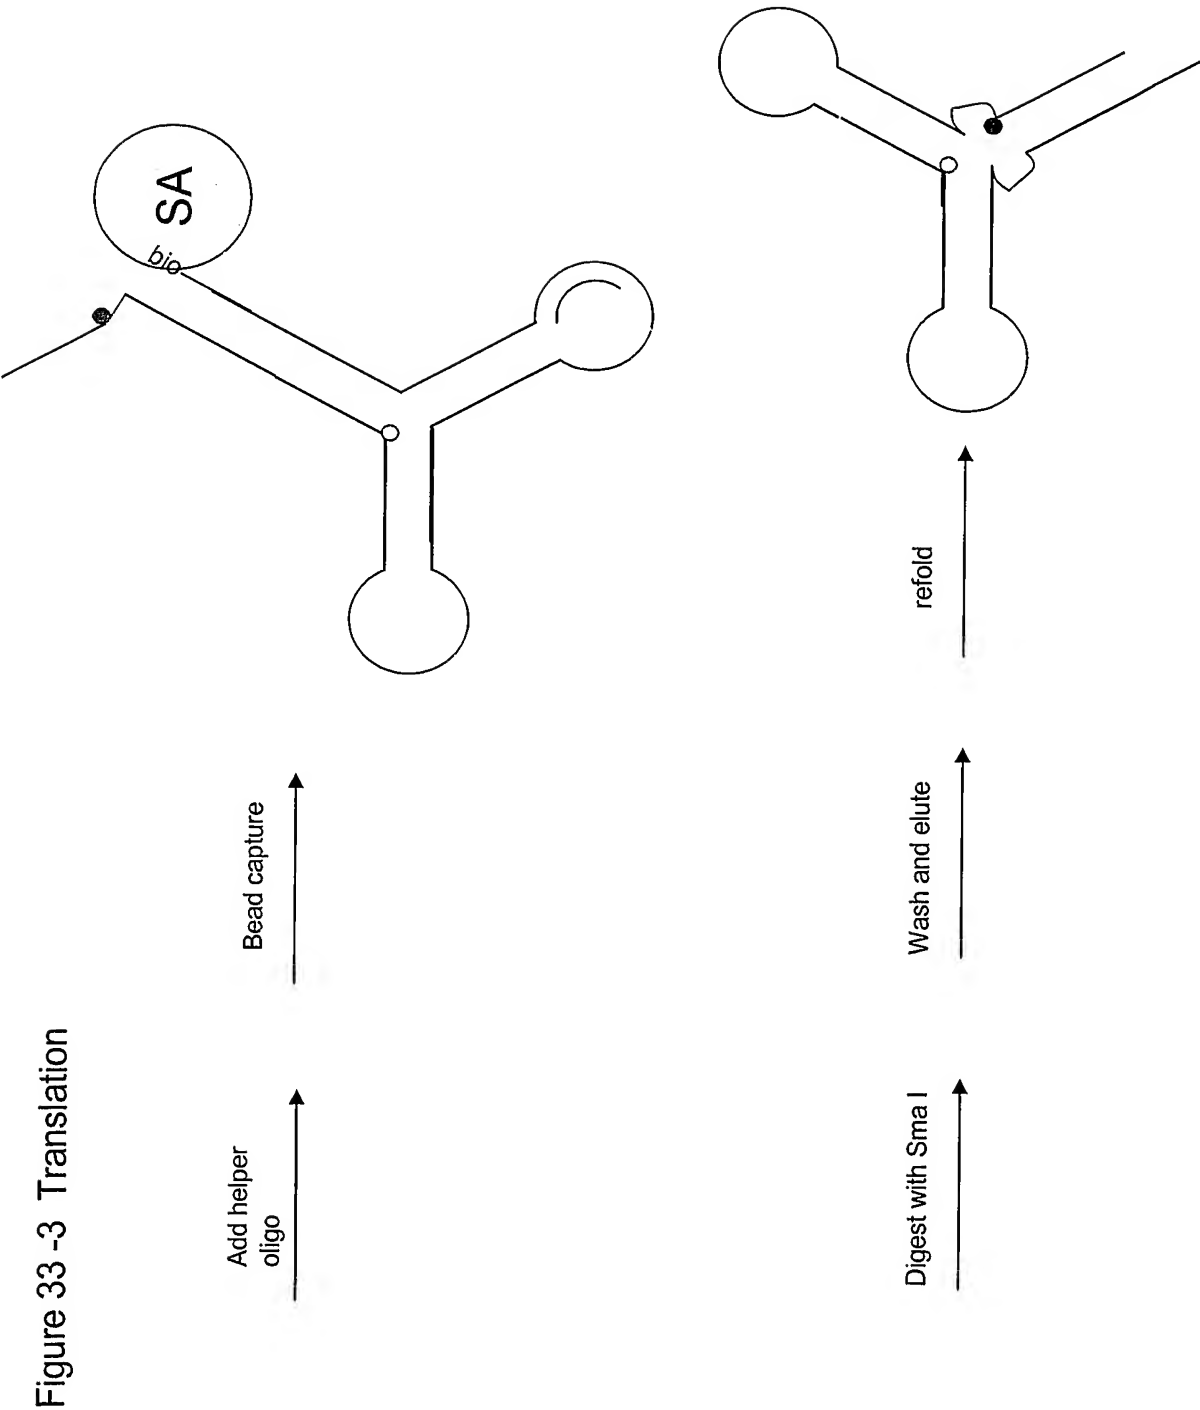 Figure 33 -3 Translation
Add helper
oligo
Bead capture
bio
SA
Digest with Sma I
Wash and elute
refold